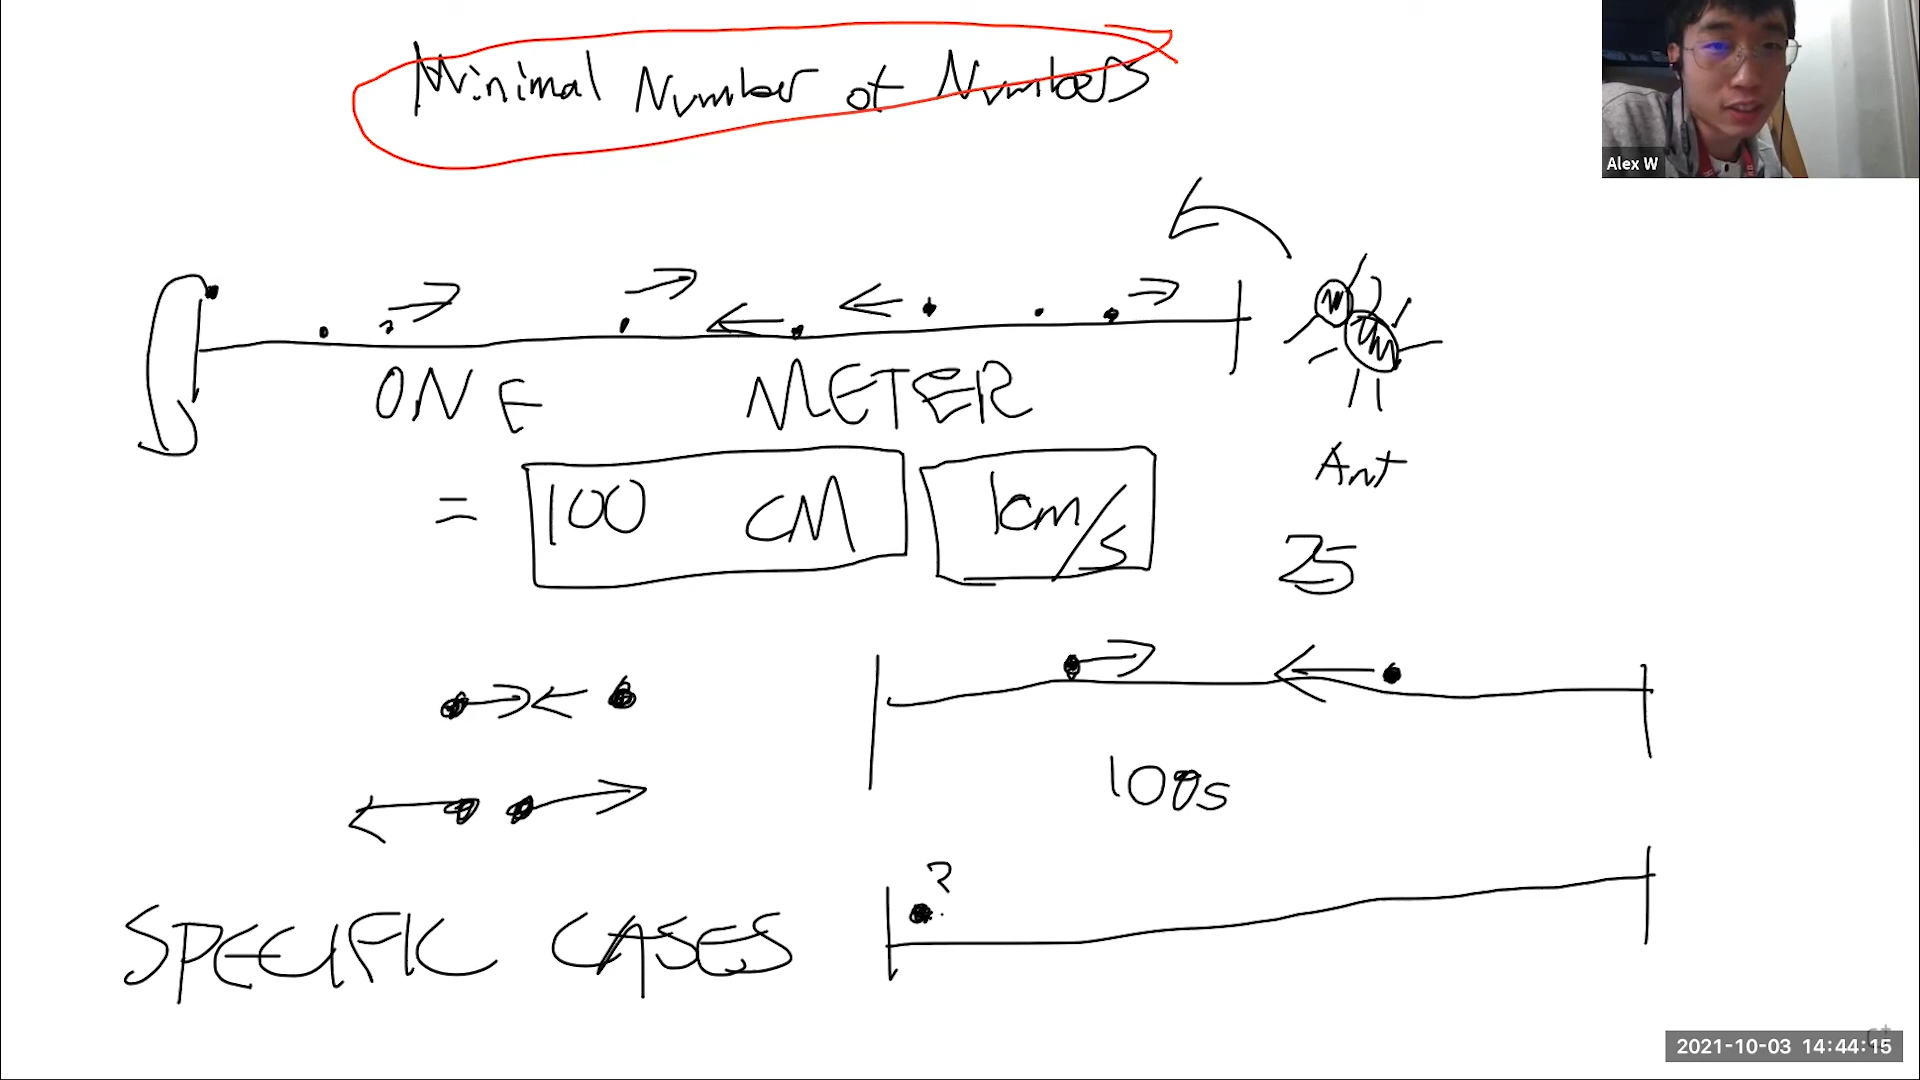 Minimal Number of Numbers
Alex W
ONE METER
= 100 CM 1cm/s
Ant
25
100s
?
SPECIFIC CASES
2021-10-03 14:44:15